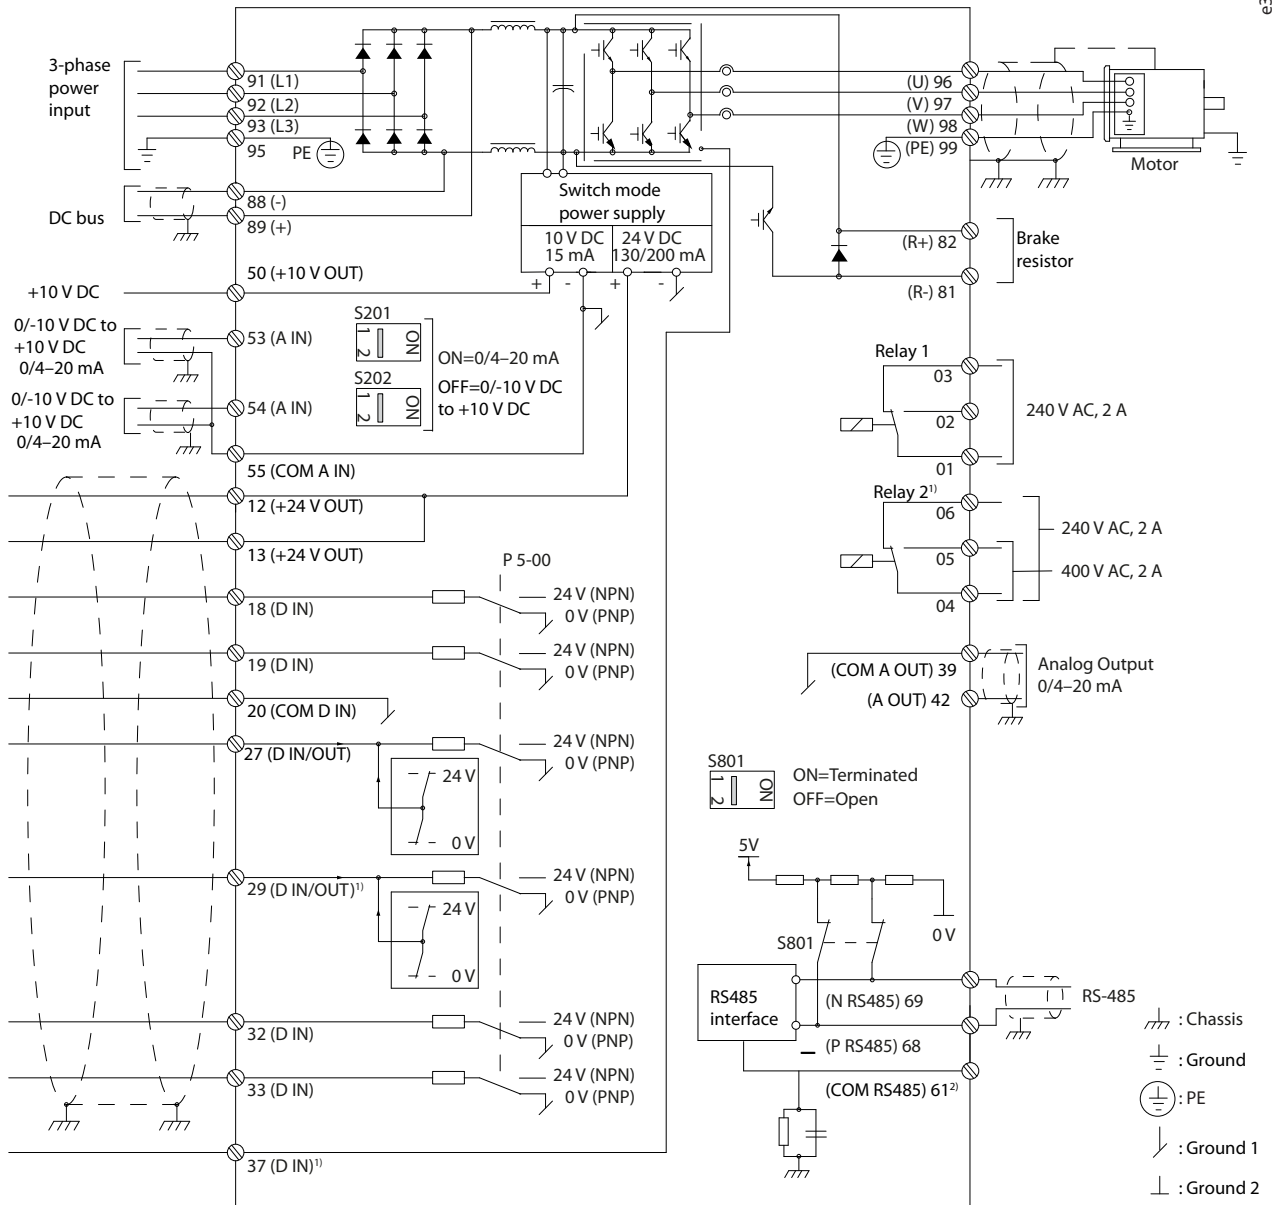 e3
3-phase
power
input
91 (L1)
92 (L2)
93 (L3)
95
PE
DC bus
88 (-)
89 (+)
50 (+10 V OUT)
+10 V DC
0/-10 V DC to
+10 V DC
0/4–20 mA
53 (A IN)
0/-10 V DC to
+10 V DC
0/4–20 mA
54 (A IN)
55 (COM A IN)
12 (+24 V OUT)
13 (+24 V OUT)
18 (D IN)
19 (D IN)
20 (COM D IN)
27 (D IN/OUT)
24 V
0 V
29 (D IN/OUT)¹⁾
24 V
0 V
32 (D IN)
33 (D IN)
37 (D IN)¹⁾
Switch mode
power supply
10 V DC
15 mA
24 V DC
130/200 mA
+ - + -
S201
1 2 ON
S202
1 2 ON
ON=0/4–20 mA
OFF=0/-10 V DC
to +10 V DC
P 5-00
24 V (NPN)
0 V (PNP)
24 V (NPN)
0 V (PNP)
24 V (NPN)
0 V (PNP)
24 V (NPN)
0 V (PNP)
24 V (NPN)
0 V (PNP)
24 V (NPN)
0 V (PNP)
(U) 96
(V) 97
(W) 98
(PE) 99
Motor
(R+) 82
(R-) 81
Brake
resistor
Relay 1
03
02
01
240 V AC, 2 A
Relay 2¹⁾
06
05
04
240 V AC, 2 A
400 V AC, 2 A
(COM A OUT) 39
(A OUT) 42
Analog Output
0/4–20 mA
S801
1 2 ON
ON=Terminated
OFF=Open
5V
0 V
S801
RS485
interface
(N RS485) 69
(P RS485) 68
(COM RS485) 61²⁾
RS-485
: Chassis
: Ground
: PE
: Ground 1
: Ground 2